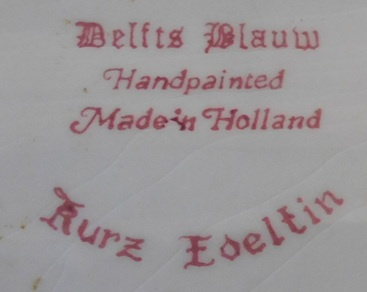 Delfts Blauw
Handpainted
Made in Holland
Kurz Edeltin